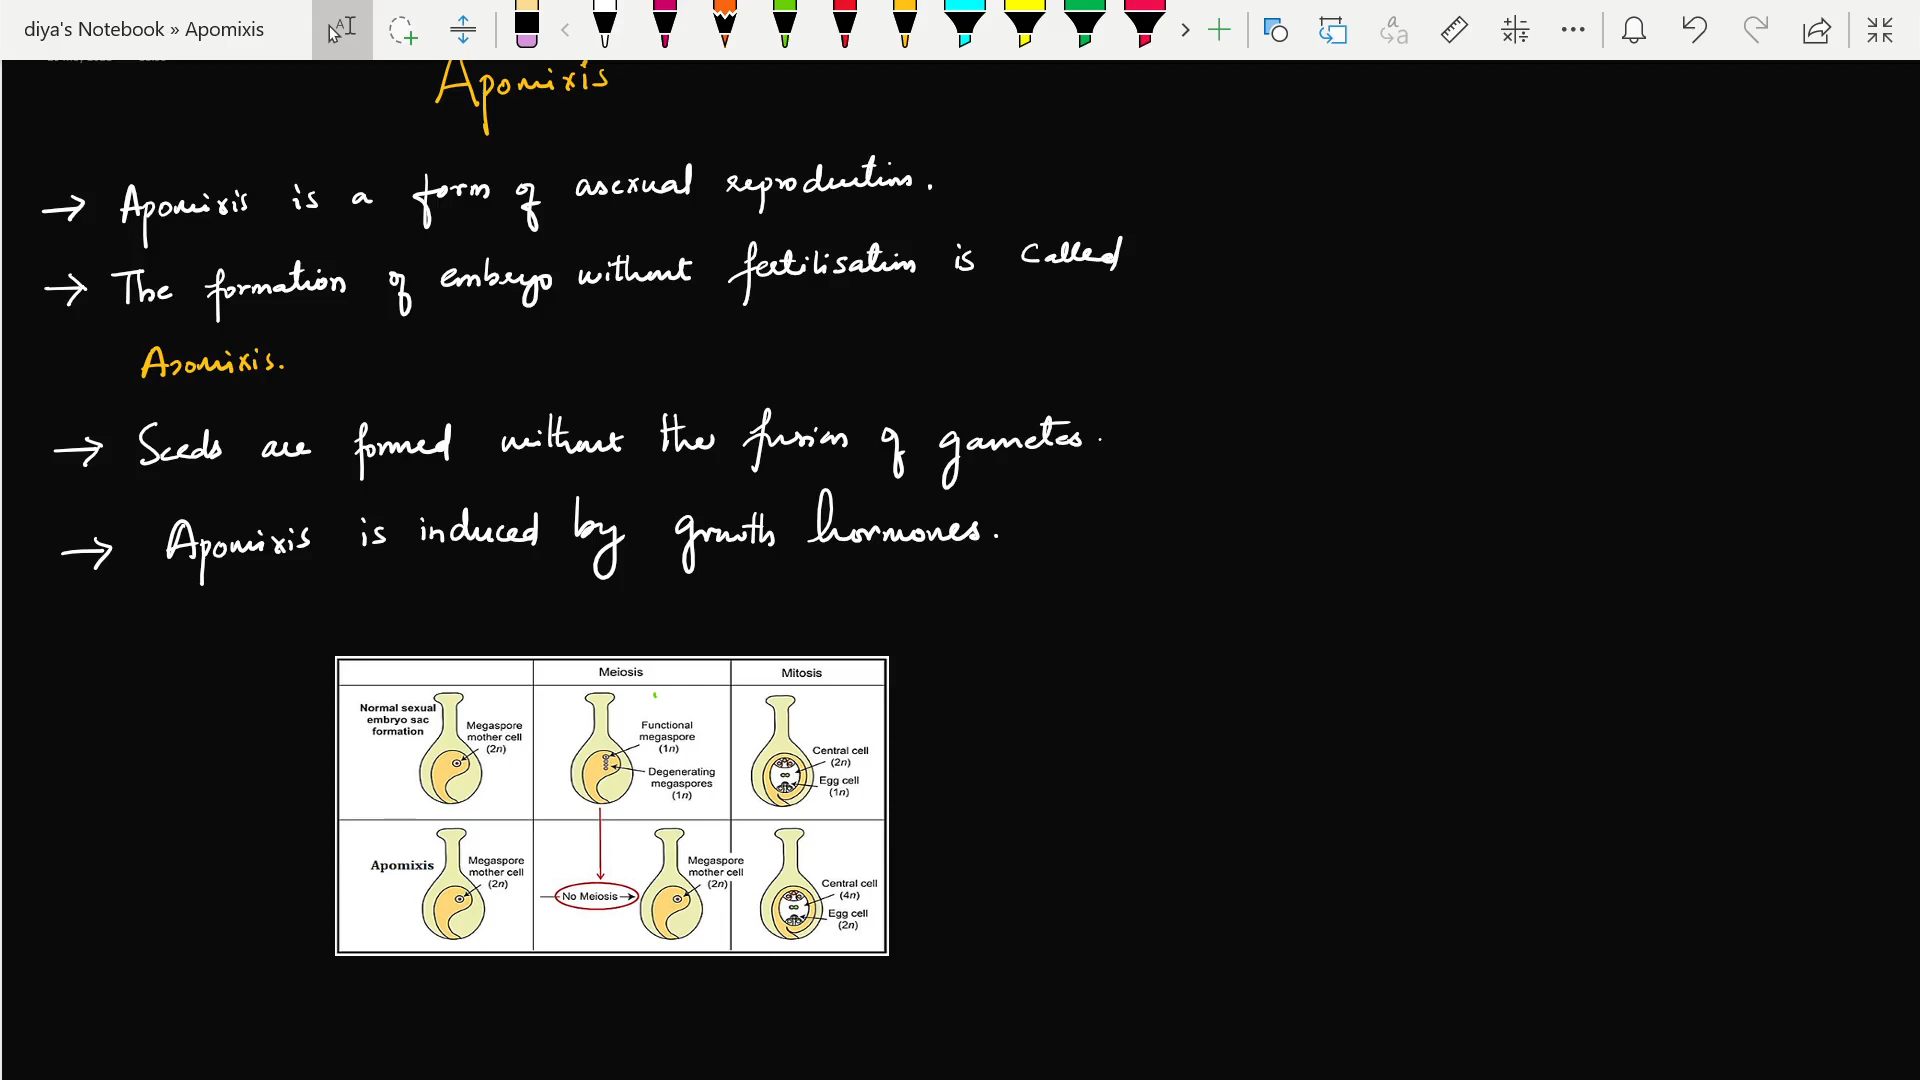 diya's Notebook » Apomixis
Apomixis
→ Apomixis is a form of asexual reproduction.
→ The formation of embryo without fertilisation is called
Apomixis.
→ Seeds are formed without the fusion of gametes.
→ Apomixis is induced by growth hormones.
Meiosis
Mitosis
Normal sexual
embryo sac
formation
Megaspore
mother cell
(2n)
Functional
megaspore
(1n)
Degenerating
megaspores
(1n)
Central cell
(2n)
Egg cell
(1n)
Apomixis
Megaspore
mother cell
(2n)
No Meiosis
Megaspore
mother cell
(2n)
Central cell
(4n)
Egg cell
(2n)